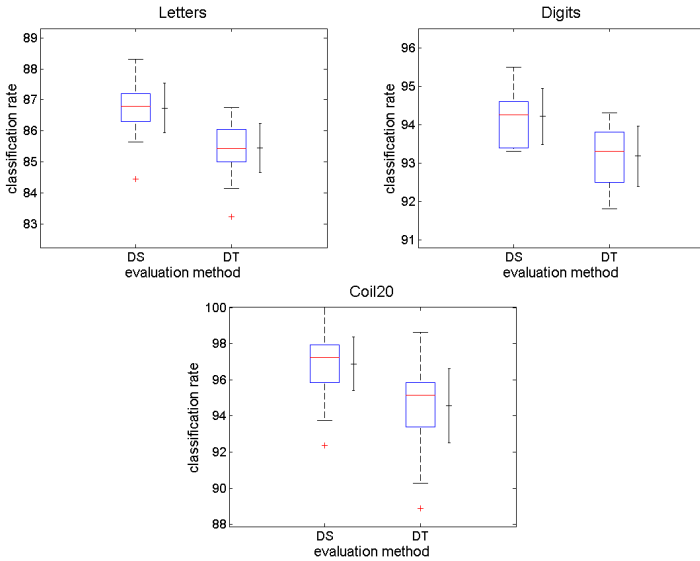 Letters
89
88
87
86
85
84
83
classification rate
DS DT
evaluation method
Digits
96
95
94
93
92
91
classification rate
DS DT
evaluation method
Coil20
100
98
96
94
92
90
88
classification rate
DS DT
evaluation method